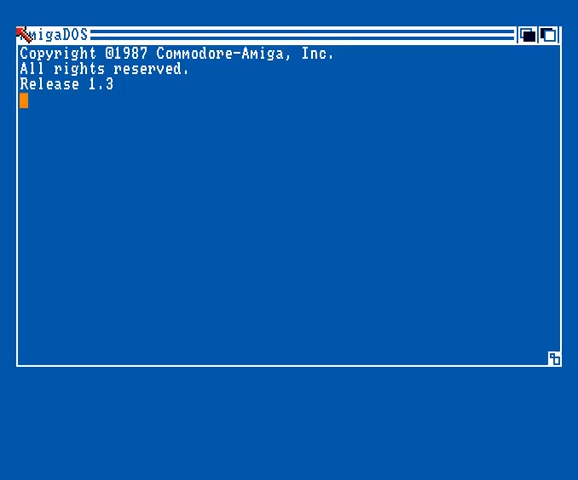 AmigaDOS
Copyright ©1987 Commodore-Amiga, Inc.
All rights reserved.
Release 1.3